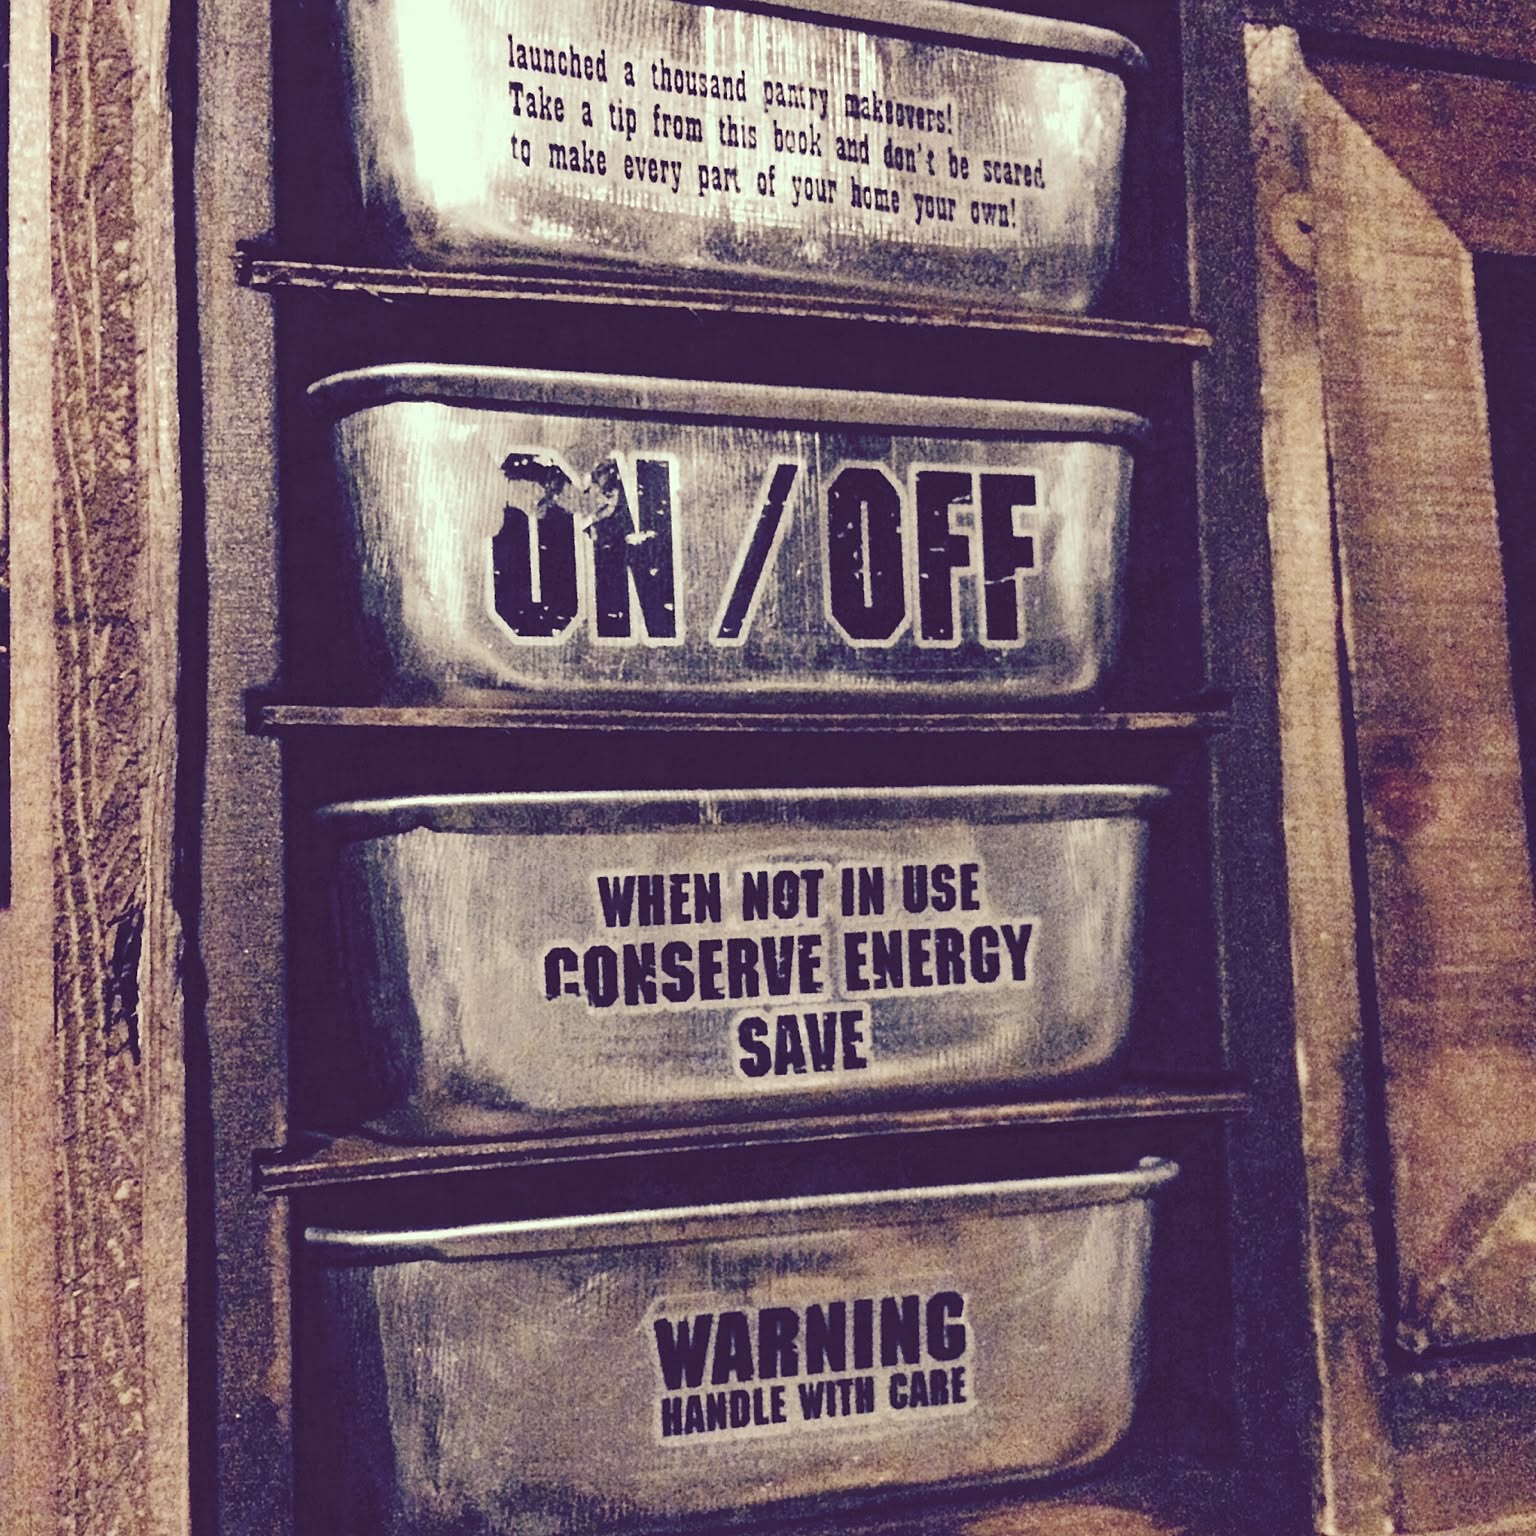 launched a thousand pantry makeovers!
Take a tip from this book and don't be scared
to make every part of your home your own!
ON / OFF
WHEN NOT IN USE
CONSERVE ENERGY
SAVE
WARNING
HANDLE WITH CARE